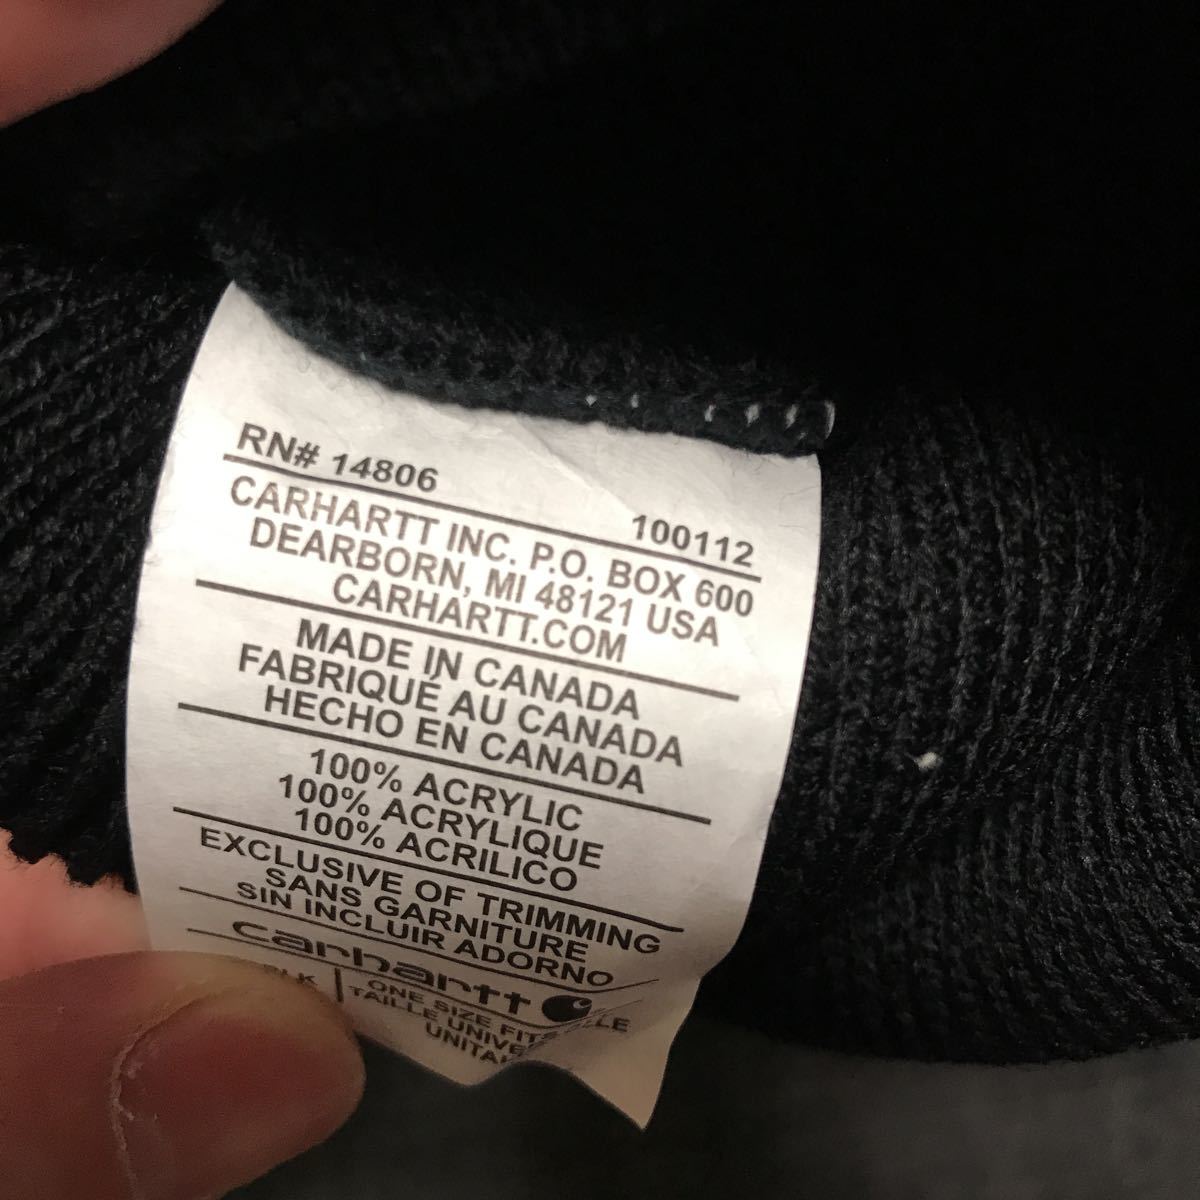 RN# 14806
100112
CARHARTT INC. P.O. BOX 600
DEARBORN, MI 48121 USA
CARHARTT.COM
MADE IN CANADA
FABRIQUÉ AU CANADA
HECHO EN CANADA
100% ACRYLIC
100% ACRYLIQUE
100% ACRILICO
EXCLUSIVE OF TRIMMING
SANS GARNITURE
SIN INCLUIR ADORNO
carhartt
ONE SIZE FITS
TAILLE